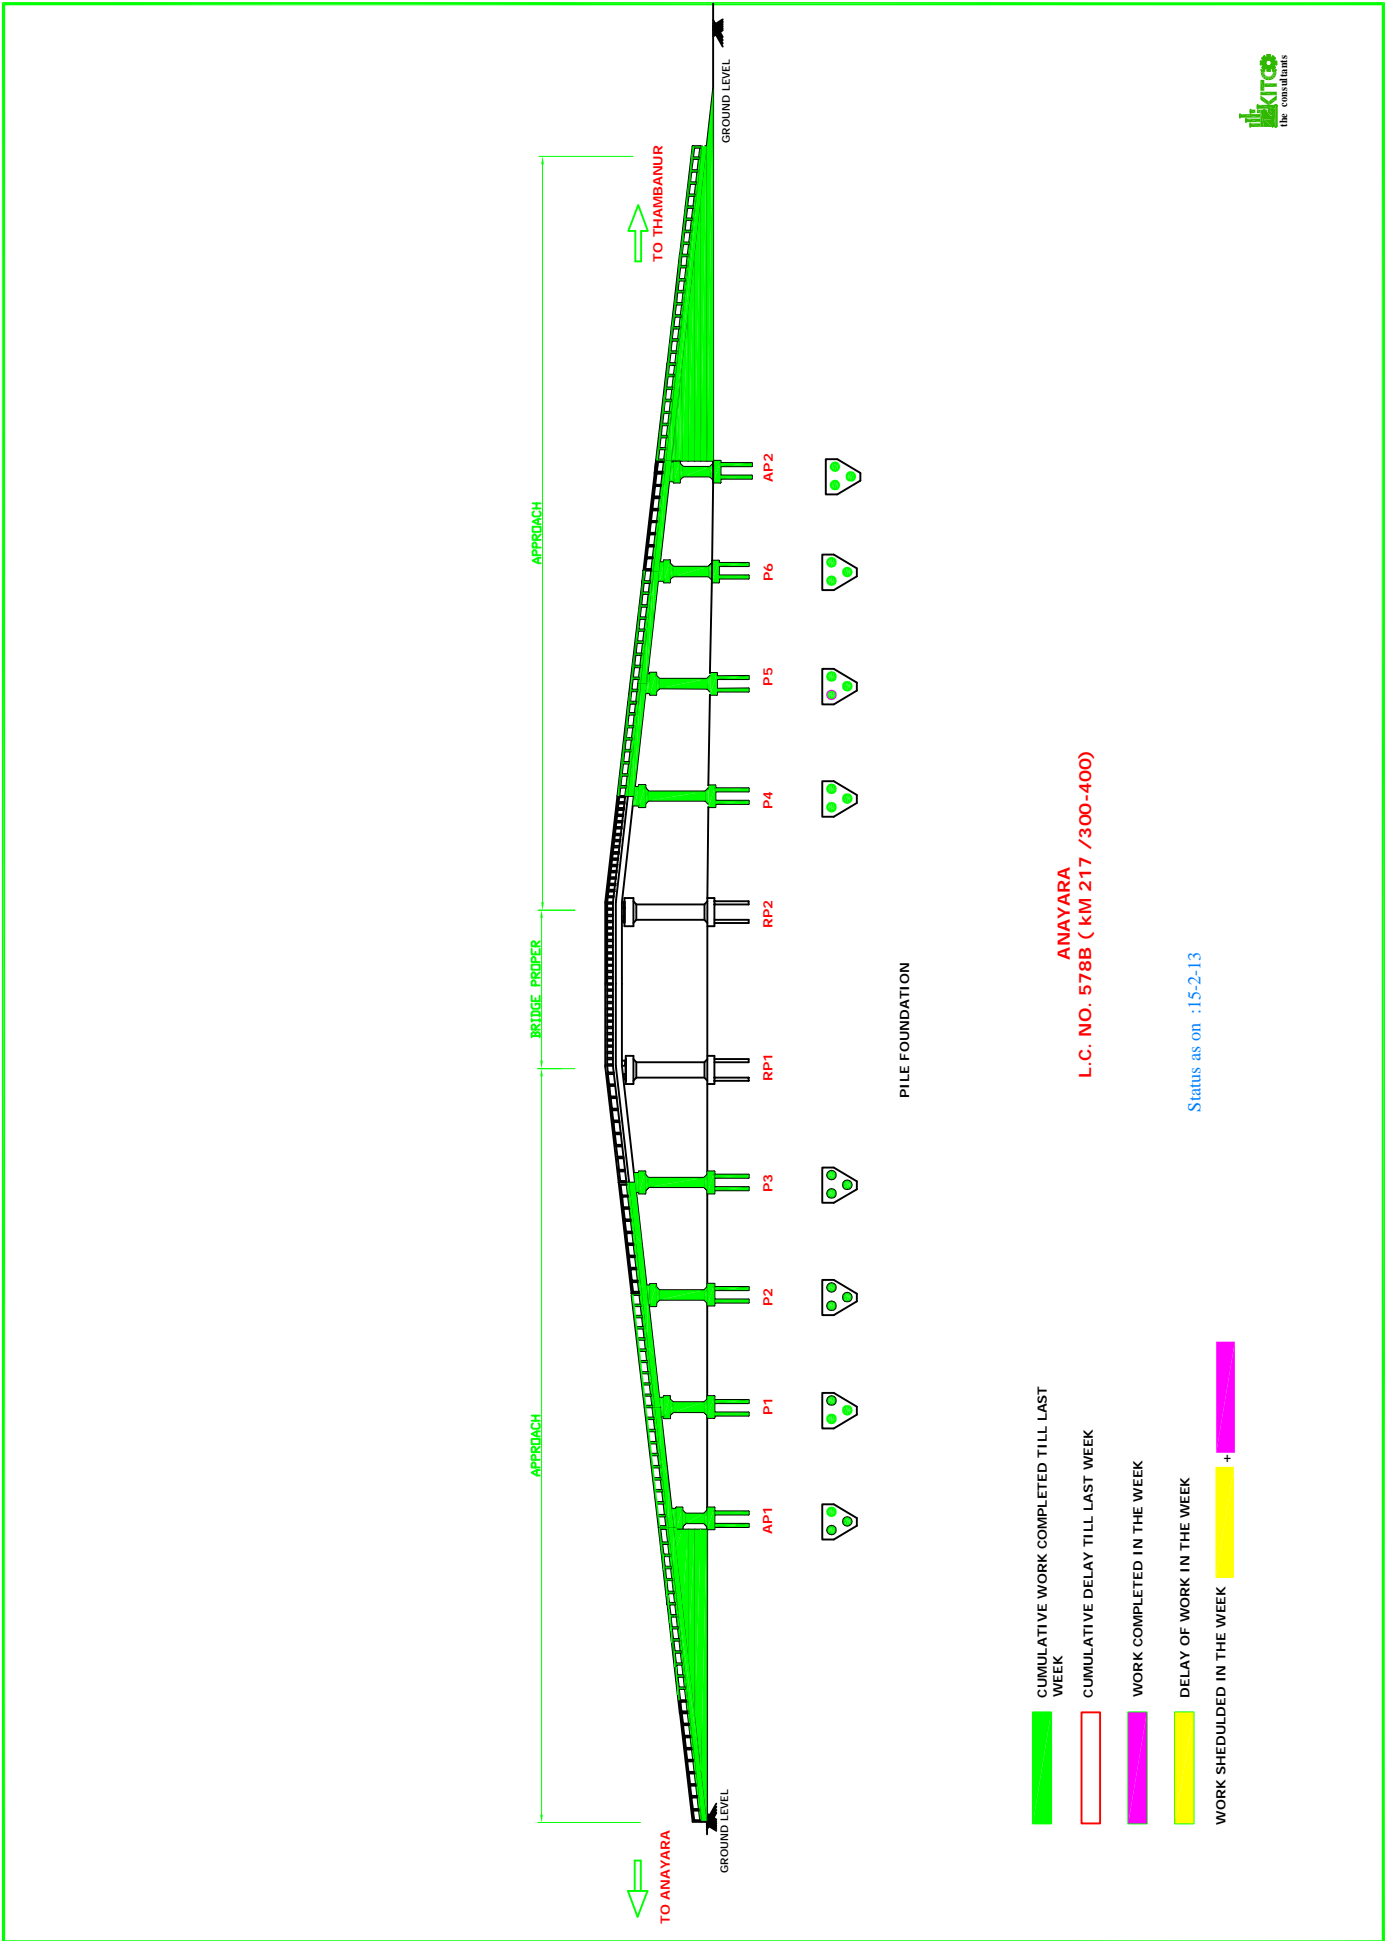 APPROACH
BRIDGE PROPER
APPROACH
TO ANAYARA
TO THAMBANUR
GROUND LEVEL
GROUND LEVEL
AP1
P1
P2
P3
RP1
RP2
P4
P5
P6
AP2
PILE FOUNDATION
ANAYARA
L.C. NO. 578B ( kM 217 /300-400)
Status as on :15-2-13
CUMULATIVE WORK COMPLETED TILL LAST
WEEK
CUMULATIVE DELAY TILL LAST WEEK
WORK COMPLETED IN THE WEEK
DELAY OF WORK IN THE WEEK
WORK SHEDULDED IN THE WEEK +
KITCO
the consultants